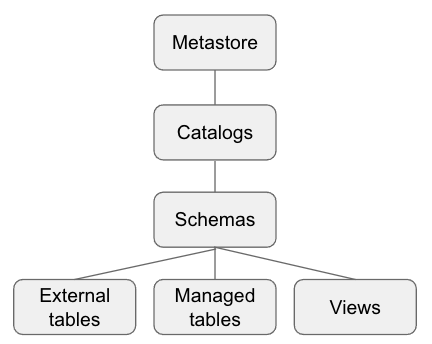 Metastore
Catalogs
Schemas
External
tables
Managed
tables
Views